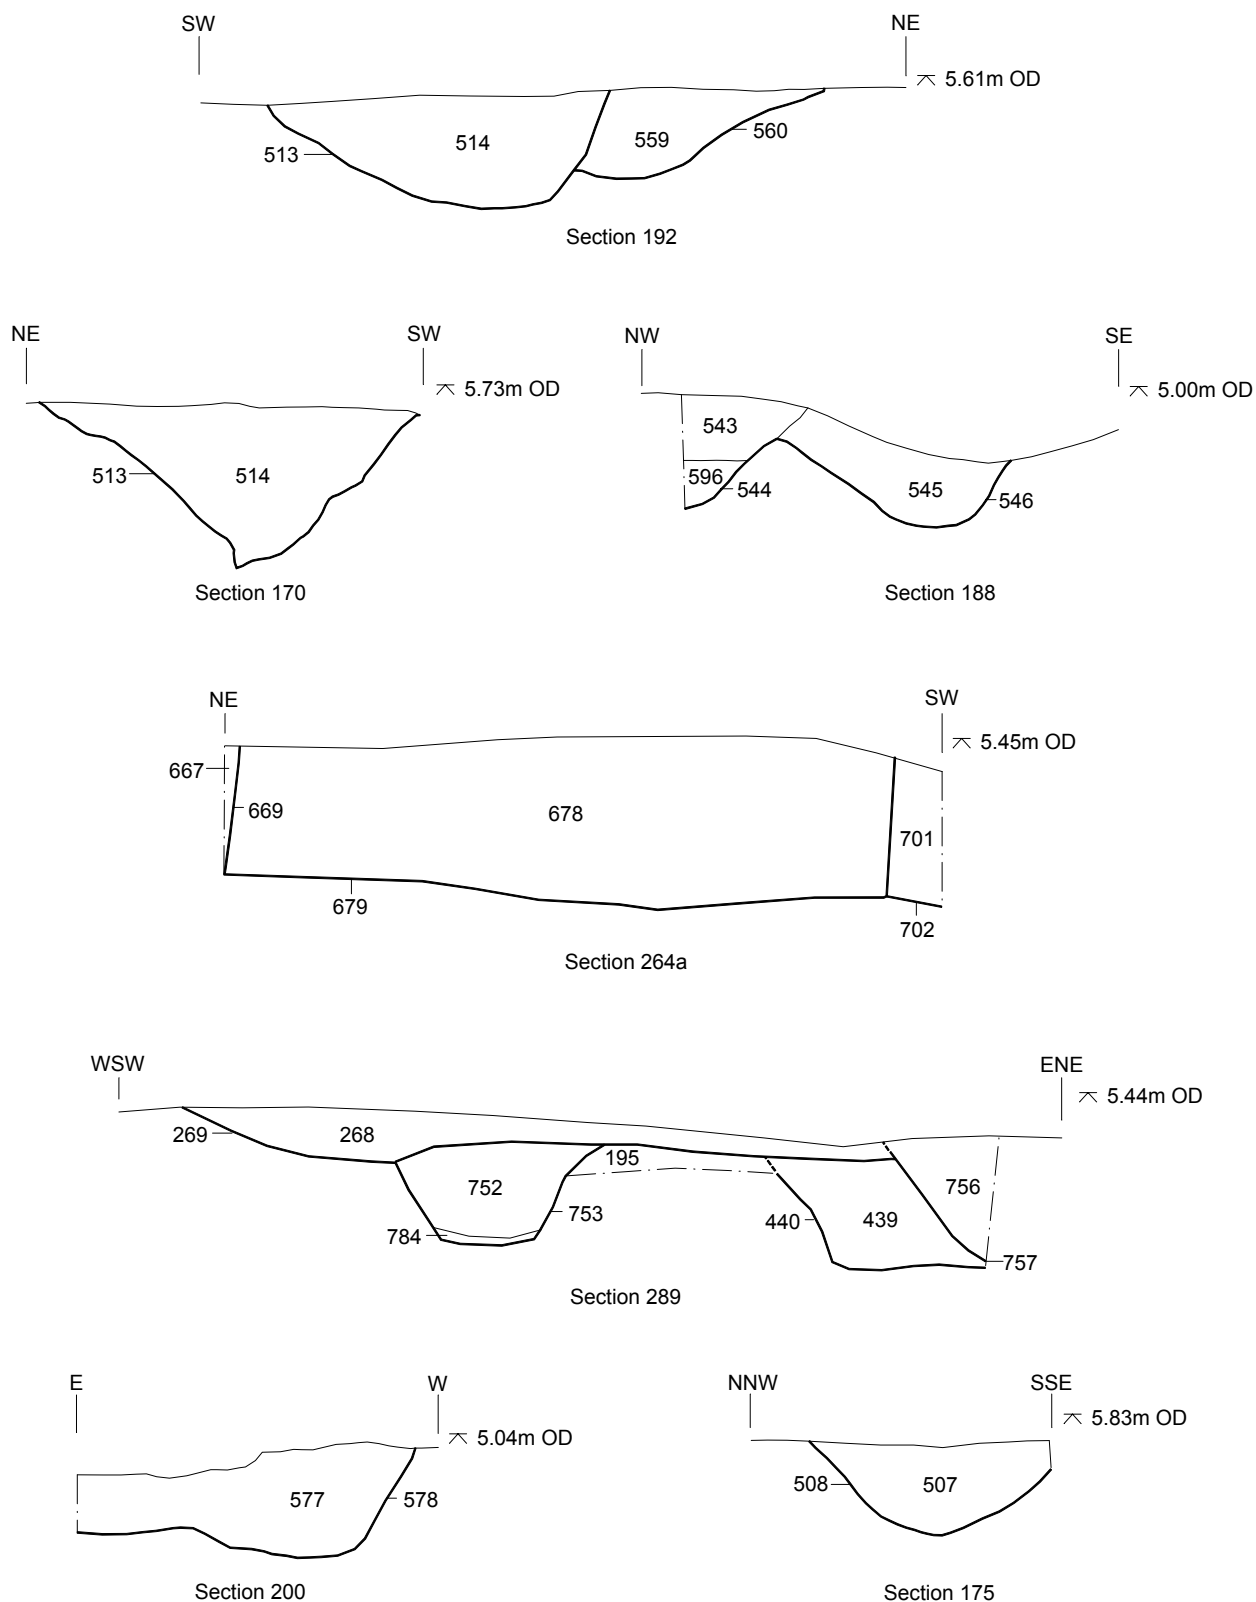 SW
NE
5.61m OD
513
514
559
560
Section 192
NE
SW
5.73m OD
513
514
Section 170
NW
SE
5.00m OD
543
596
544
545
546
Section 188
NE
SW
5.45m OD
667
669
678
701
679
702
Section 264a
WSW
ENE
5.44m OD
269
268
195
752
756
753
784
440
439
757
Section 289
E
W
5.04m OD
577
578
Section 200
NNW
SSE
5.83m OD
508
507
Section 175